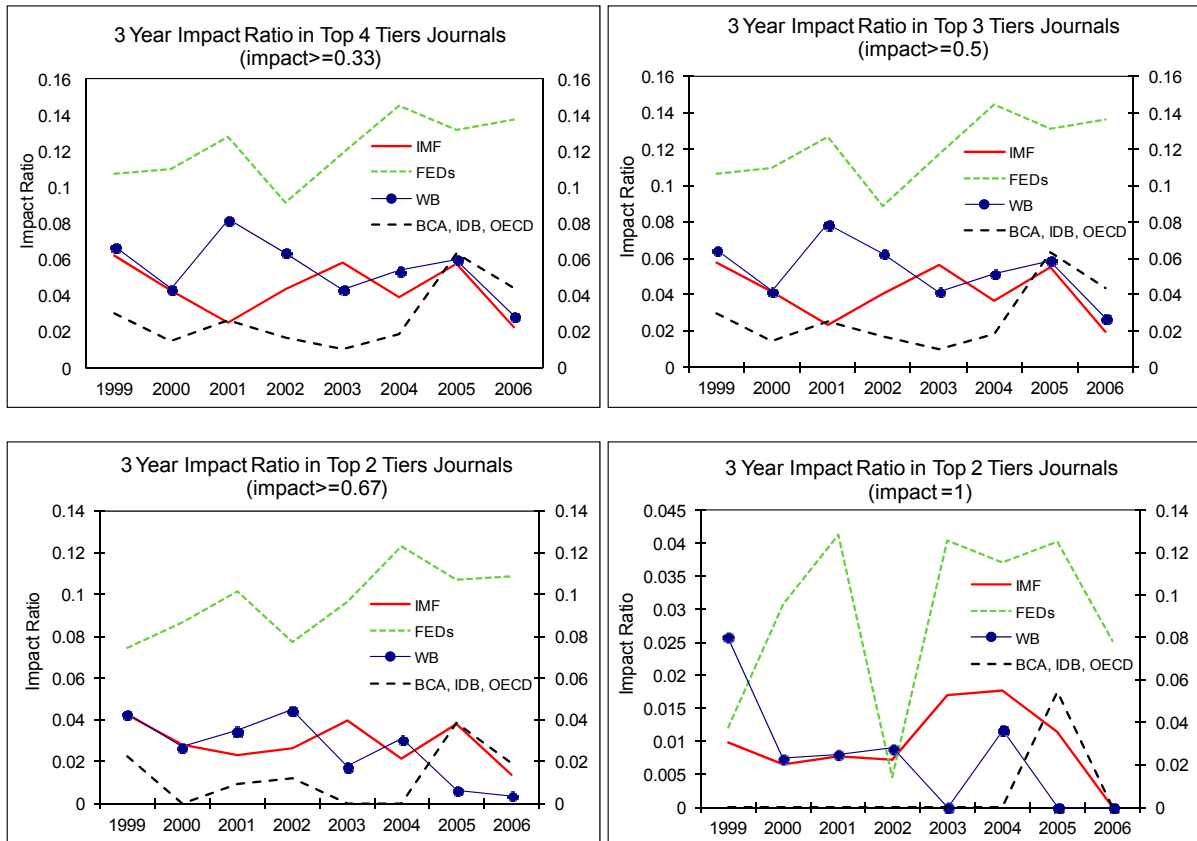 3 Year Impact Ratio in Top 4 Tiers Journals
(impact>=0.33)
Impact Ratio
0.16 0.16
0.14 0.14
0.12 0.12
0.1 0.1
0.08 0.08
0.06 0.06
0.04 0.04
0.02 0.02
0 0
IMF
FEDs
WB
BCA, IDB, OECD
1999 2000 2001 2002 2003 2004 2005 2006
3 Year Impact Ratio in Top 3 Tiers Journals
(impact>=0.5)
Impact Ratio
0.16 0.16
0.14 0.14
0.12 0.12
0.1 0.1
0.08 0.08
0.06 0.06
0.04 0.04
0.02 0.02
0 0
IMF
FEDs
WB
BCA, IDB, OECD
1999 2000 2001 2002 2003 2004 2005 2006
3 Year Impact Ratio in Top 2 Tiers Journals
(impact>=0.67)
Impact Ratio
0.14 0.14
0.12 0.12
0.1 0.1
0.08 0.08
0.06 0.06
0.04 0.04
0.02 0.02
0 0
IMF
FEDs
WB
BCA, IDB, OECD
1999 2000 2001 2002 2003 2004 2005 2006
3 Year Impact Ratio in Top 2 Tiers Journals
(impact =1)
Impact Ratio
0.045 0.14
0.04 0.12
0.035 0.1
0.03 0.08
0.025 0.06
0.02 0.04
0.015 0.02
0.01 0
0.005
0
IMF
FEDs
WB
BCA, IDB, OECD
1999 2000 2001 2002 2003 2004 2005 2006